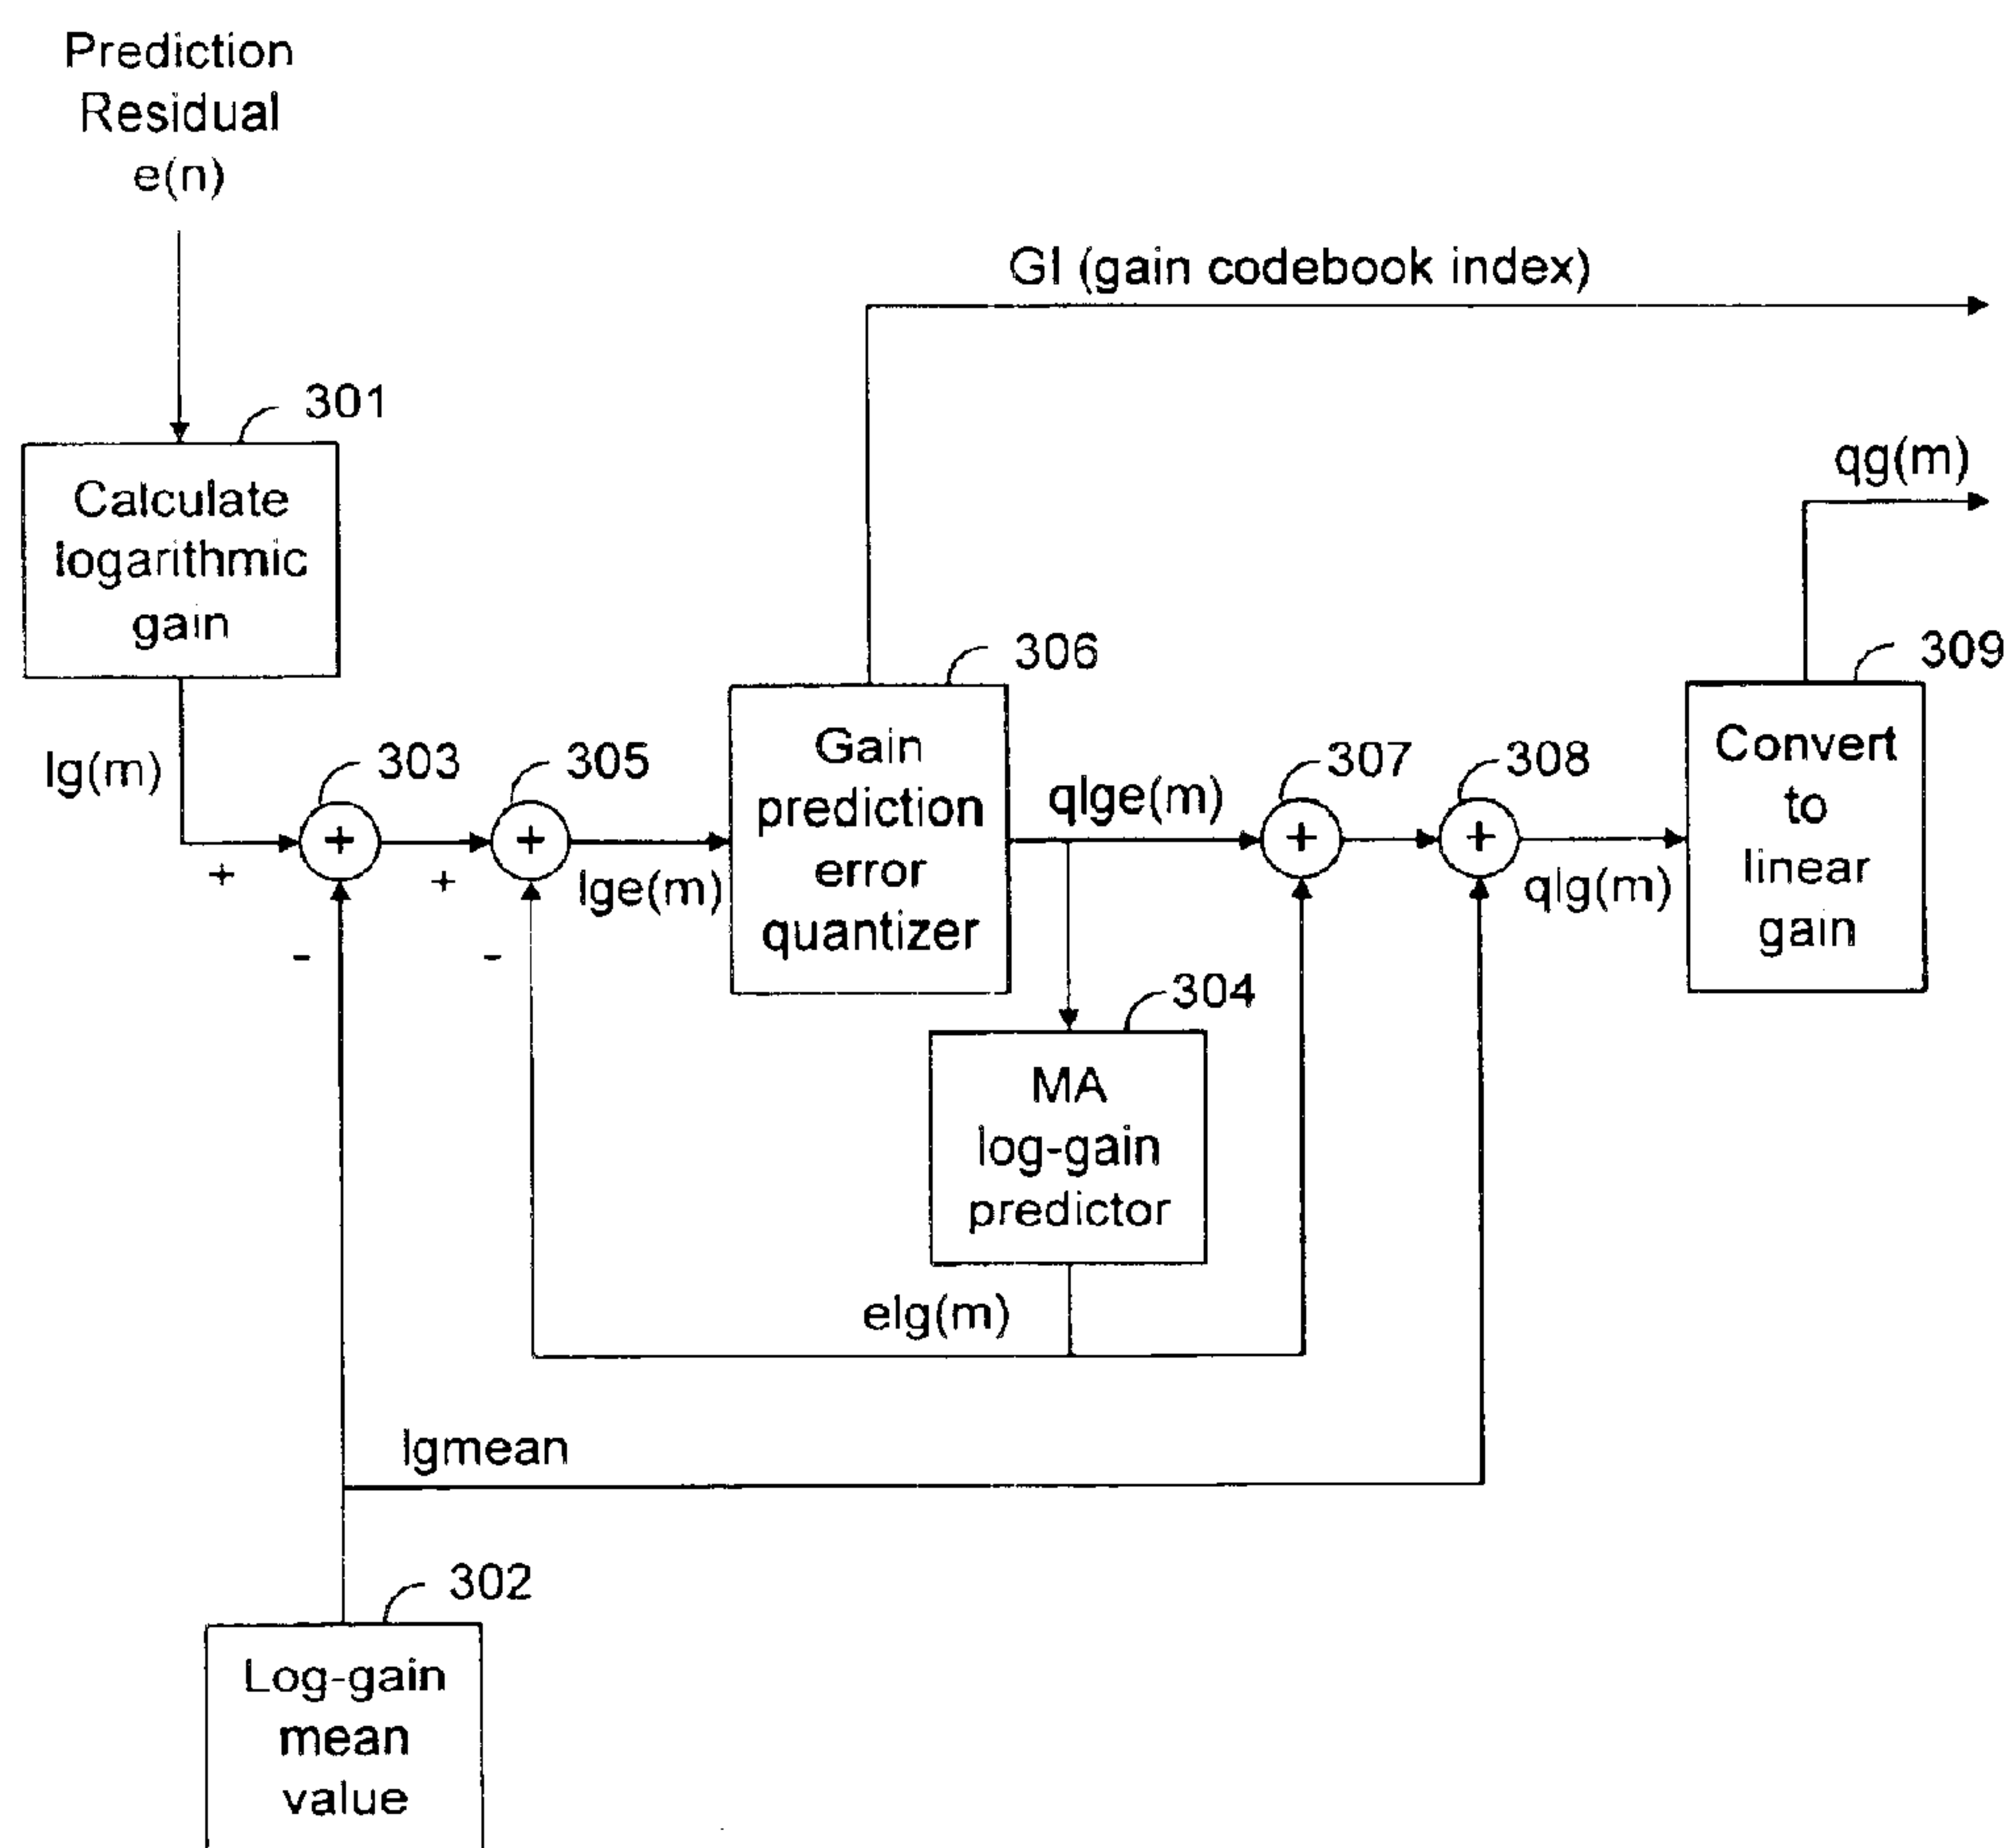 Prediction
Residual
e(n)
GI (gain codebook index)
301
qg(m)
Calculate
logarithmic
gain
306
309
lg(m)
303
305
Gain
prediction
error
quantizer
qlge(m)
307
308
Convert
to
linear
gain
+
+
+
+
+
+
lge(m)
qlg(m)
-
-
304
MA
log-gain
predictor
elg(m)
lgmean
302
Log-gain
mean
value